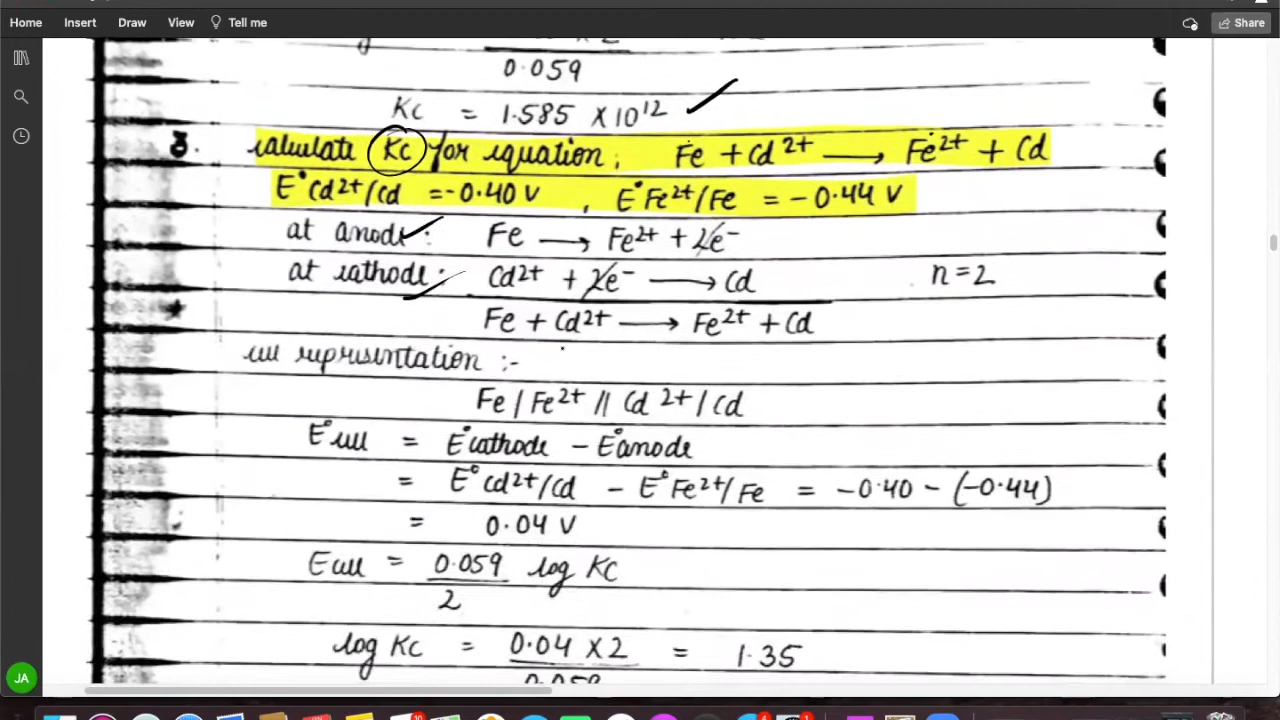 Home Insert Draw View Tell me Share
0.059
Kc = 1.585 × 10¹² ✓
3. calculate Kc for equation; Fe + Cd²⁺ ⟶ Fe²⁺ + Cd
E°Cd²⁺/Cd = -0.40 V , E°Fe²⁺/Fe = -0.44 V
at anode: Fe ⟶ Fe²⁺ + 2e⁻
at cathode: Cd²⁺ + 2e⁻ ⟶ Cd n = 2
Fe + Cd²⁺ ⟶ Fe²⁺ + Cd
cell representation :-
Fe / Fe²⁺ // Cd²⁺ / Cd
E°cell = E°cathode - E°anode
= E°Cd²⁺/Cd - E°Fe²⁺/Fe = -0.40 - (-0.44)
= 0.04 V
Ecell = 0.059 log Kc
2
log Kc = 0.04 × 2 = 1.35
0.059
JA